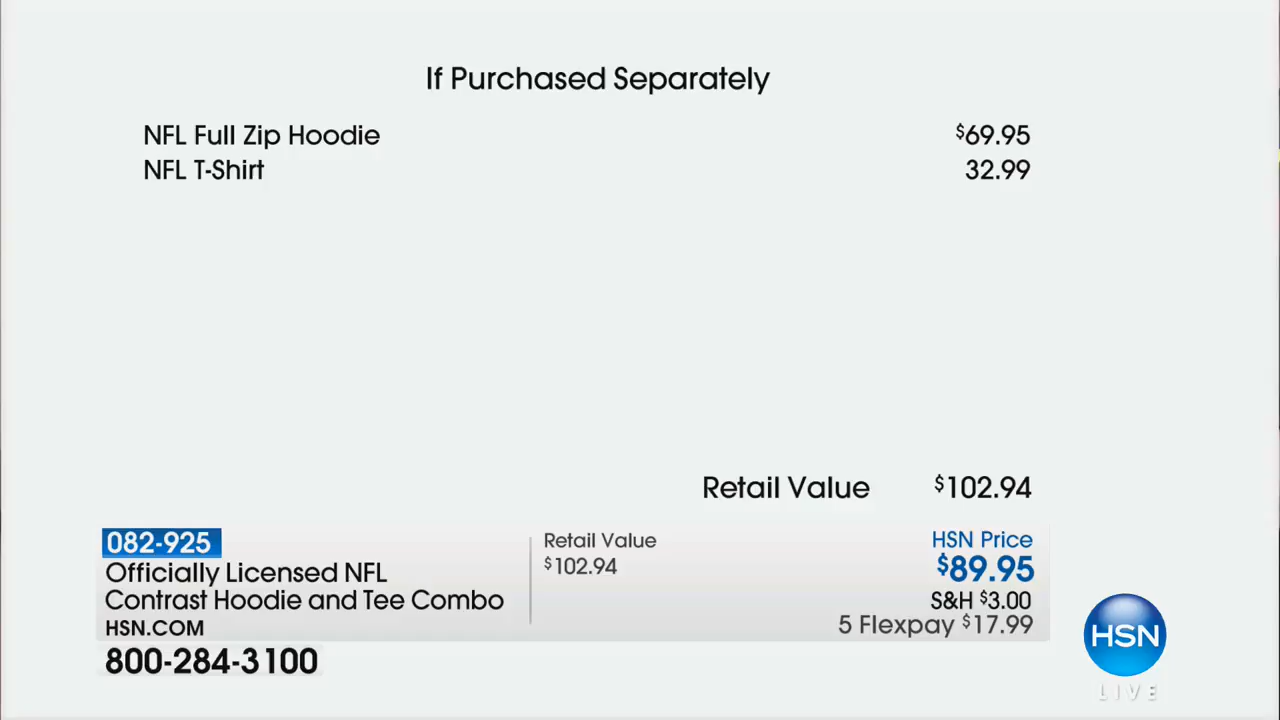 If Purchased Separately
NFL Full Zip Hoodie $69.95
NFL T-Shirt 32.99
Retail Value $102.94
082-925
Officially Licensed NFL
Contrast Hoodie and Tee Combo
HSN.COM
800-284-3100
Retail Value
$102.94
HSN Price
$89.95
S&H $3.00
5 Flexpay $17.99
HSN
LIVE